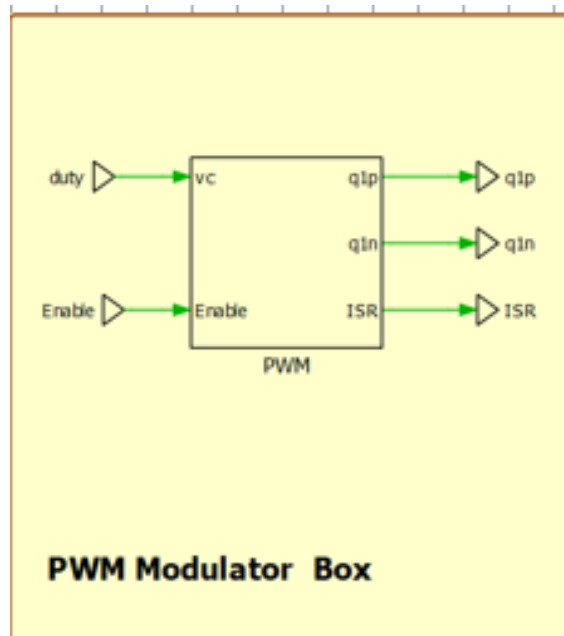 duty vc q1p q1p
q1n q1n
Enable Enable ISR ISR
PWM
PWM Modulator Box